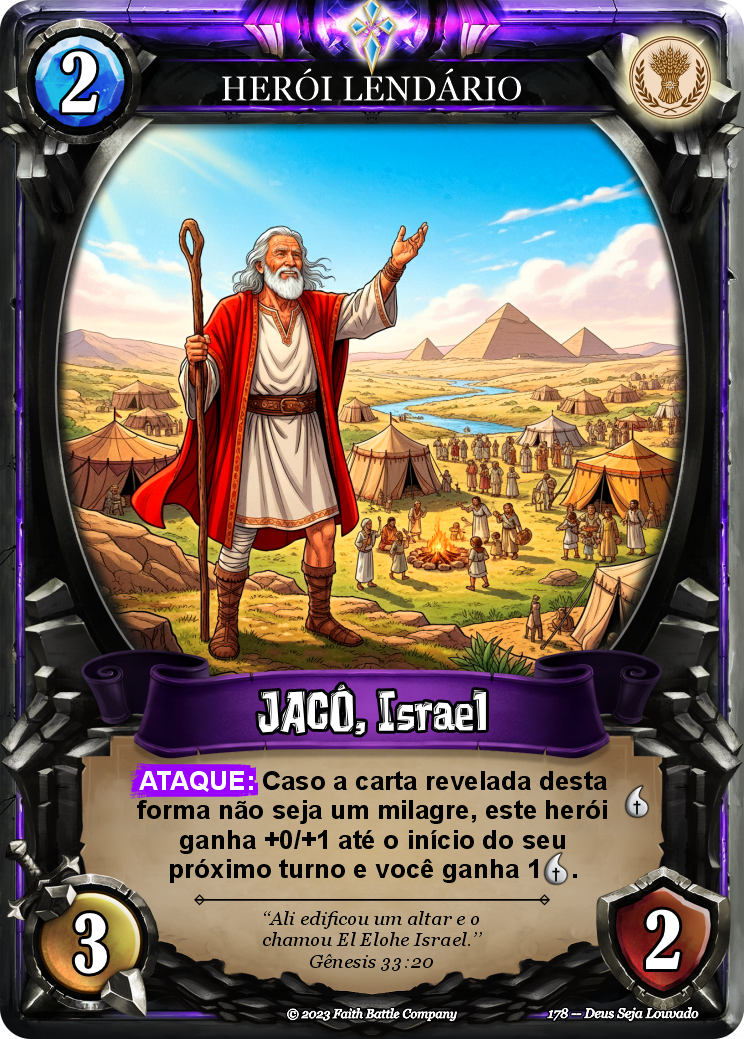 2
HERÓI LENDÁRIO
JACÓ, Israel
ATAQUE: Caso a carta revelada desta
forma não seja um milagre, este herói
ganha +0/+1 até o início do seu
próximo turno e você ganha 1 .
3
2
“Ali edificou um altar e o
chamou El Elohe Israel.”
Gênesis 33:20
© 2023 Faith Battle Company
178 – Deus Seja Louvado